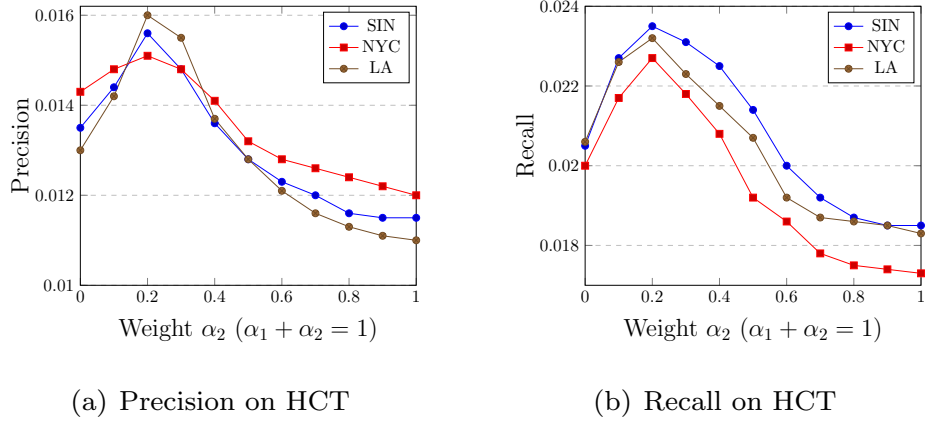 0.016
0.014
0.012
0.01
Precision
0 0.2 0.4 0.6 0.8 1
Weight α₂ (α₁ + α₂ = 1)
SIN
NYC
LA
(a) Precision on HCT
0.024
0.022
0.02
0.018
Recall
0 0.2 0.4 0.6 0.8 1
Weight α₂ (α₁ + α₂ = 1)
SIN
NYC
LA
(b) Recall on HCT